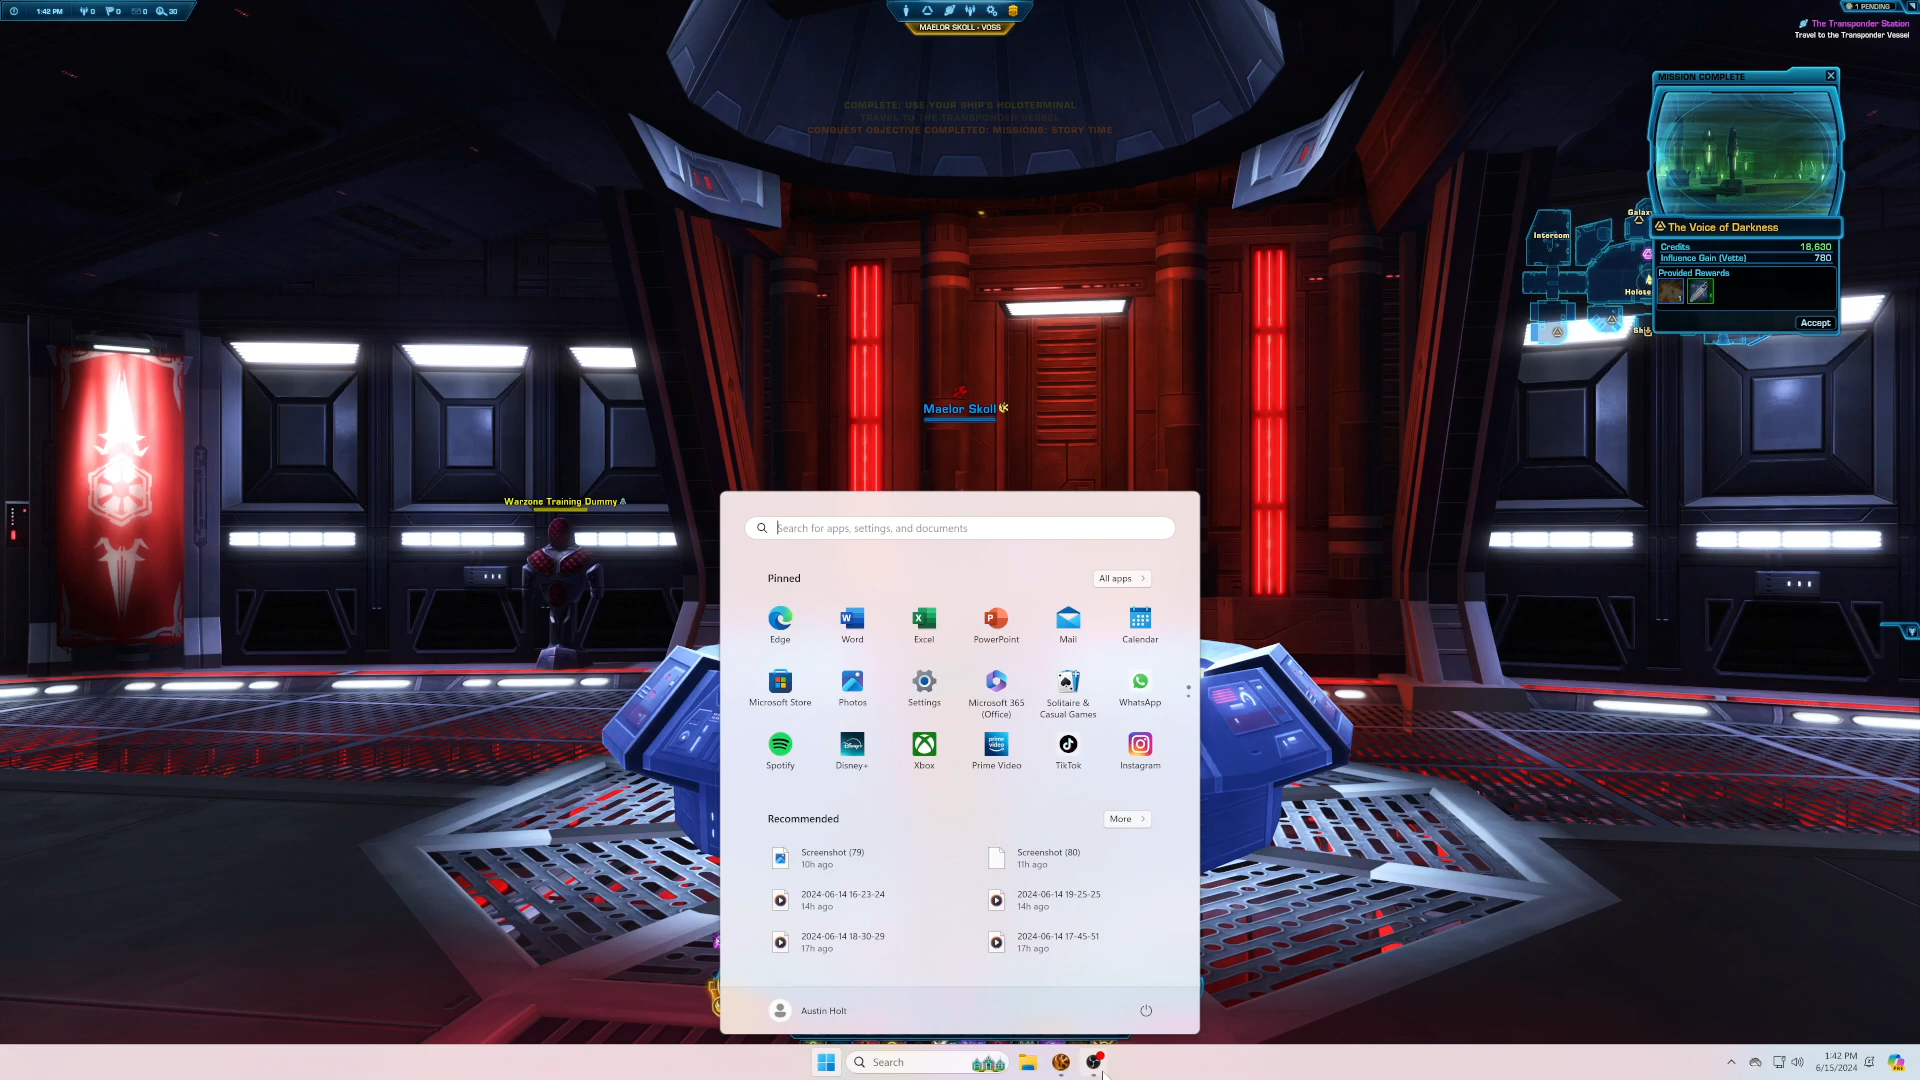 1:42 PM
0
0
0
30
MAELOR SKOLL - VOSS
1 PENDING
The Transponder Station
Travel to the Transponder Vessel
COMPLETE: USE YOUR SHIP'S HOLOTERMINAL
TRAVEL TO THE TRANSPONDER VESSEL
CONQUEST OBJECTIVE COMPLETED: MISSIONS: STORY TIME
MISSION COMPLETE
The Voice of Darkness
Credits 18,630
Influence Gain (Vette) 780
Provided Rewards
1
Accept
Intercom
Maelor Skoll
Warzone Training Dummy
Search for apps, settings, and documents
Pinned
All apps
Edge
Word
Excel
PowerPoint
Mail
Calendar
Microsoft Store
Photos
Settings
Microsoft 365 (Office)
Solitaire & Casual Games
WhatsApp
Spotify
Disney+
Xbox
Prime Video
TikTok
Instagram
Recommended
More
Screenshot (79)
10h ago
Screenshot (80)
11h ago
2024-06-14 16-23-24
14h ago
2024-06-14 19-25-25
14h ago
2024-06-14 18-30-29
17h ago
2024-06-14 17-45-51
17h ago
Austin Holt
Search
1:42 PM
6/15/2024